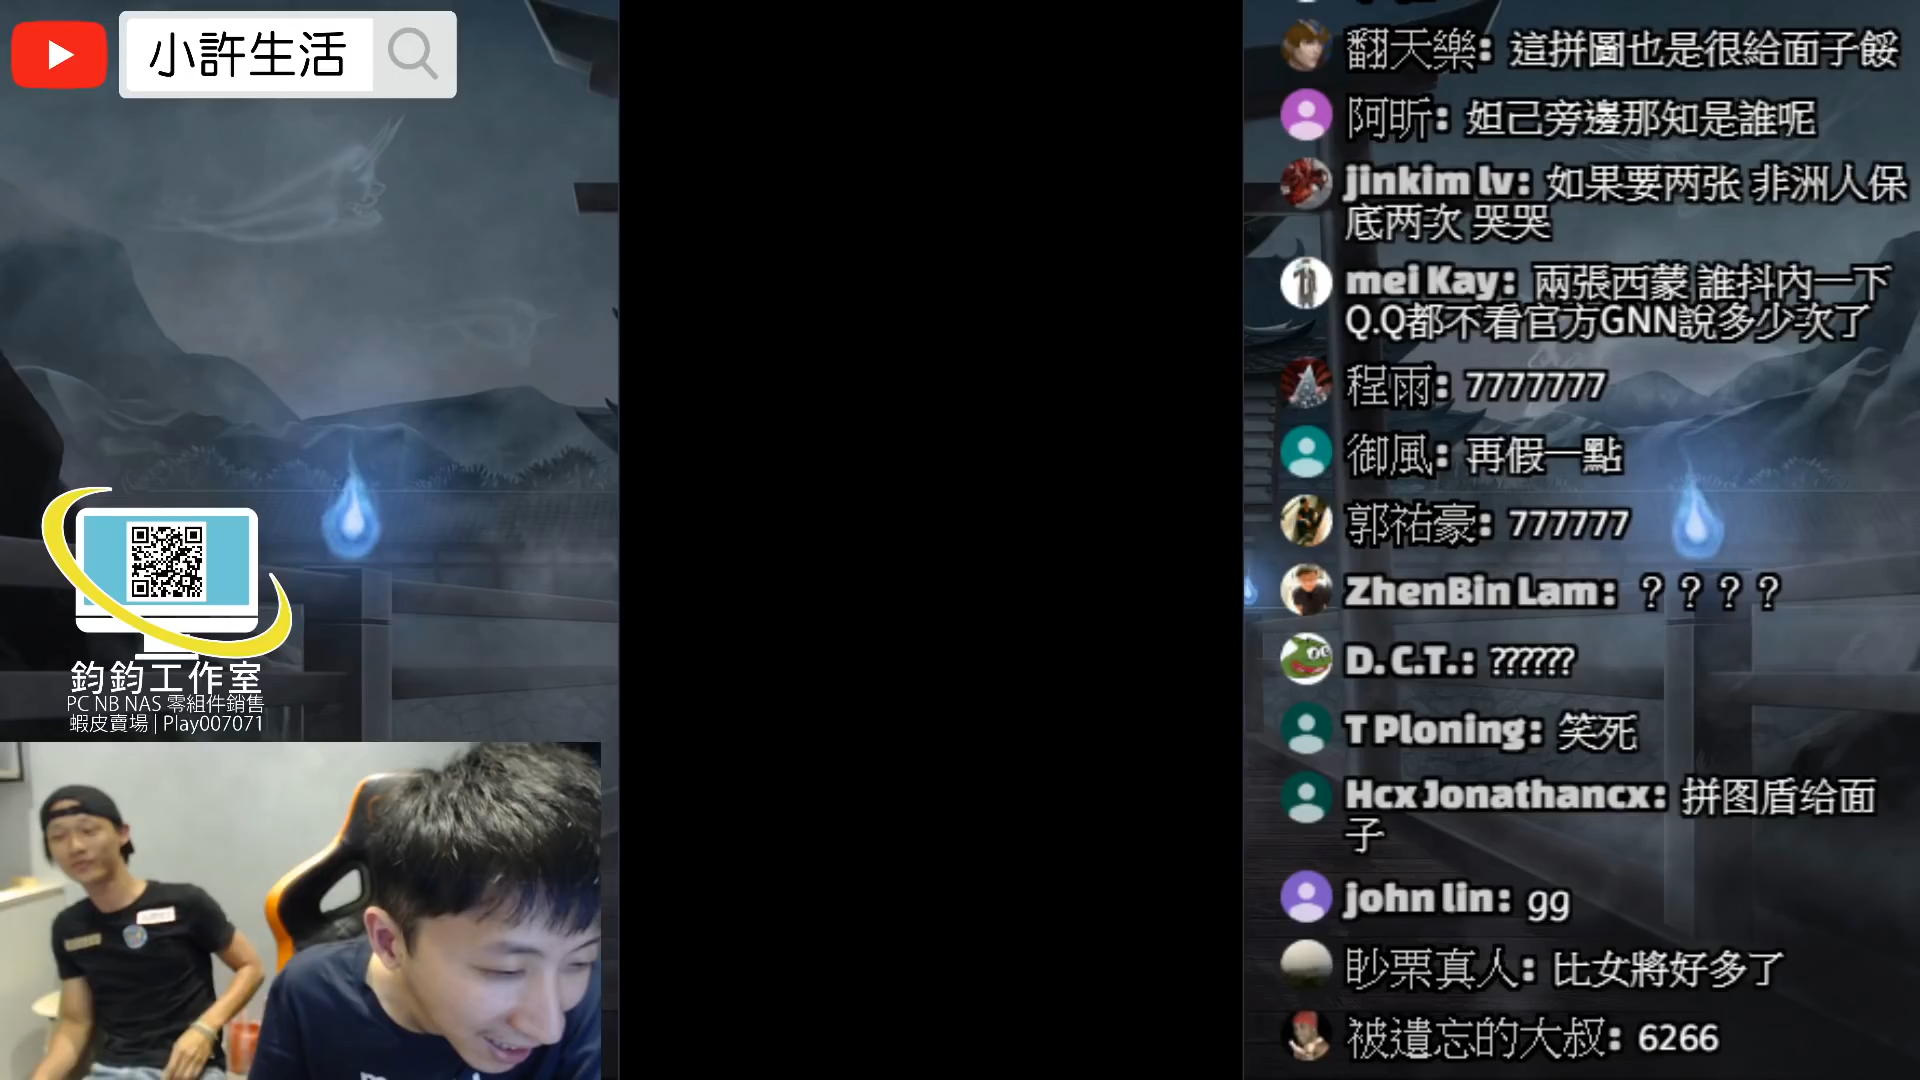 小許生活
鈞鈞工作室
PC NB NAS 零組件銷售
蝦皮賣場 | Play007071
翻天樂: 這拼圖也是很給面子餒
阿昕: 妲己旁邊那知是誰呢
jinkim lv: 如果要两张 非洲人保
底两次 哭哭
mei Kay: 兩張西蒙 誰抖內一下
Q.Q都不看官方GNN說多少次了
程雨: 7777777
御風: 再假一點
郭祐豪: 777777
ZhenBin Lam: ？？？？
D. C.T.: ??????
T Ploning: 笑死
Hcx Jonathancx: 拼图盾给面
子
john lin: gg
眇栗真人: 比女將好多了
被遺忘的大叔: 6266